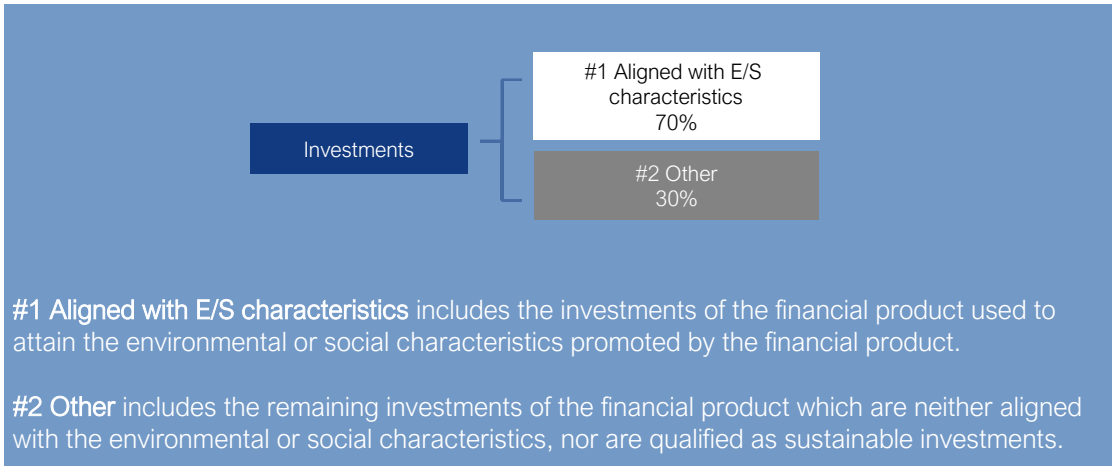 Investments
#1 Aligned with E/S
characteristics
70%
#2 Other
30%
#1 Aligned with E/S characteristics includes the investments of the financial product used to
attain the environmental or social characteristics promoted by the financial product.
#2 Other includes the remaining investments of the financial product which are neither aligned
with the environmental or social characteristics, nor are qualified as sustainable investments.